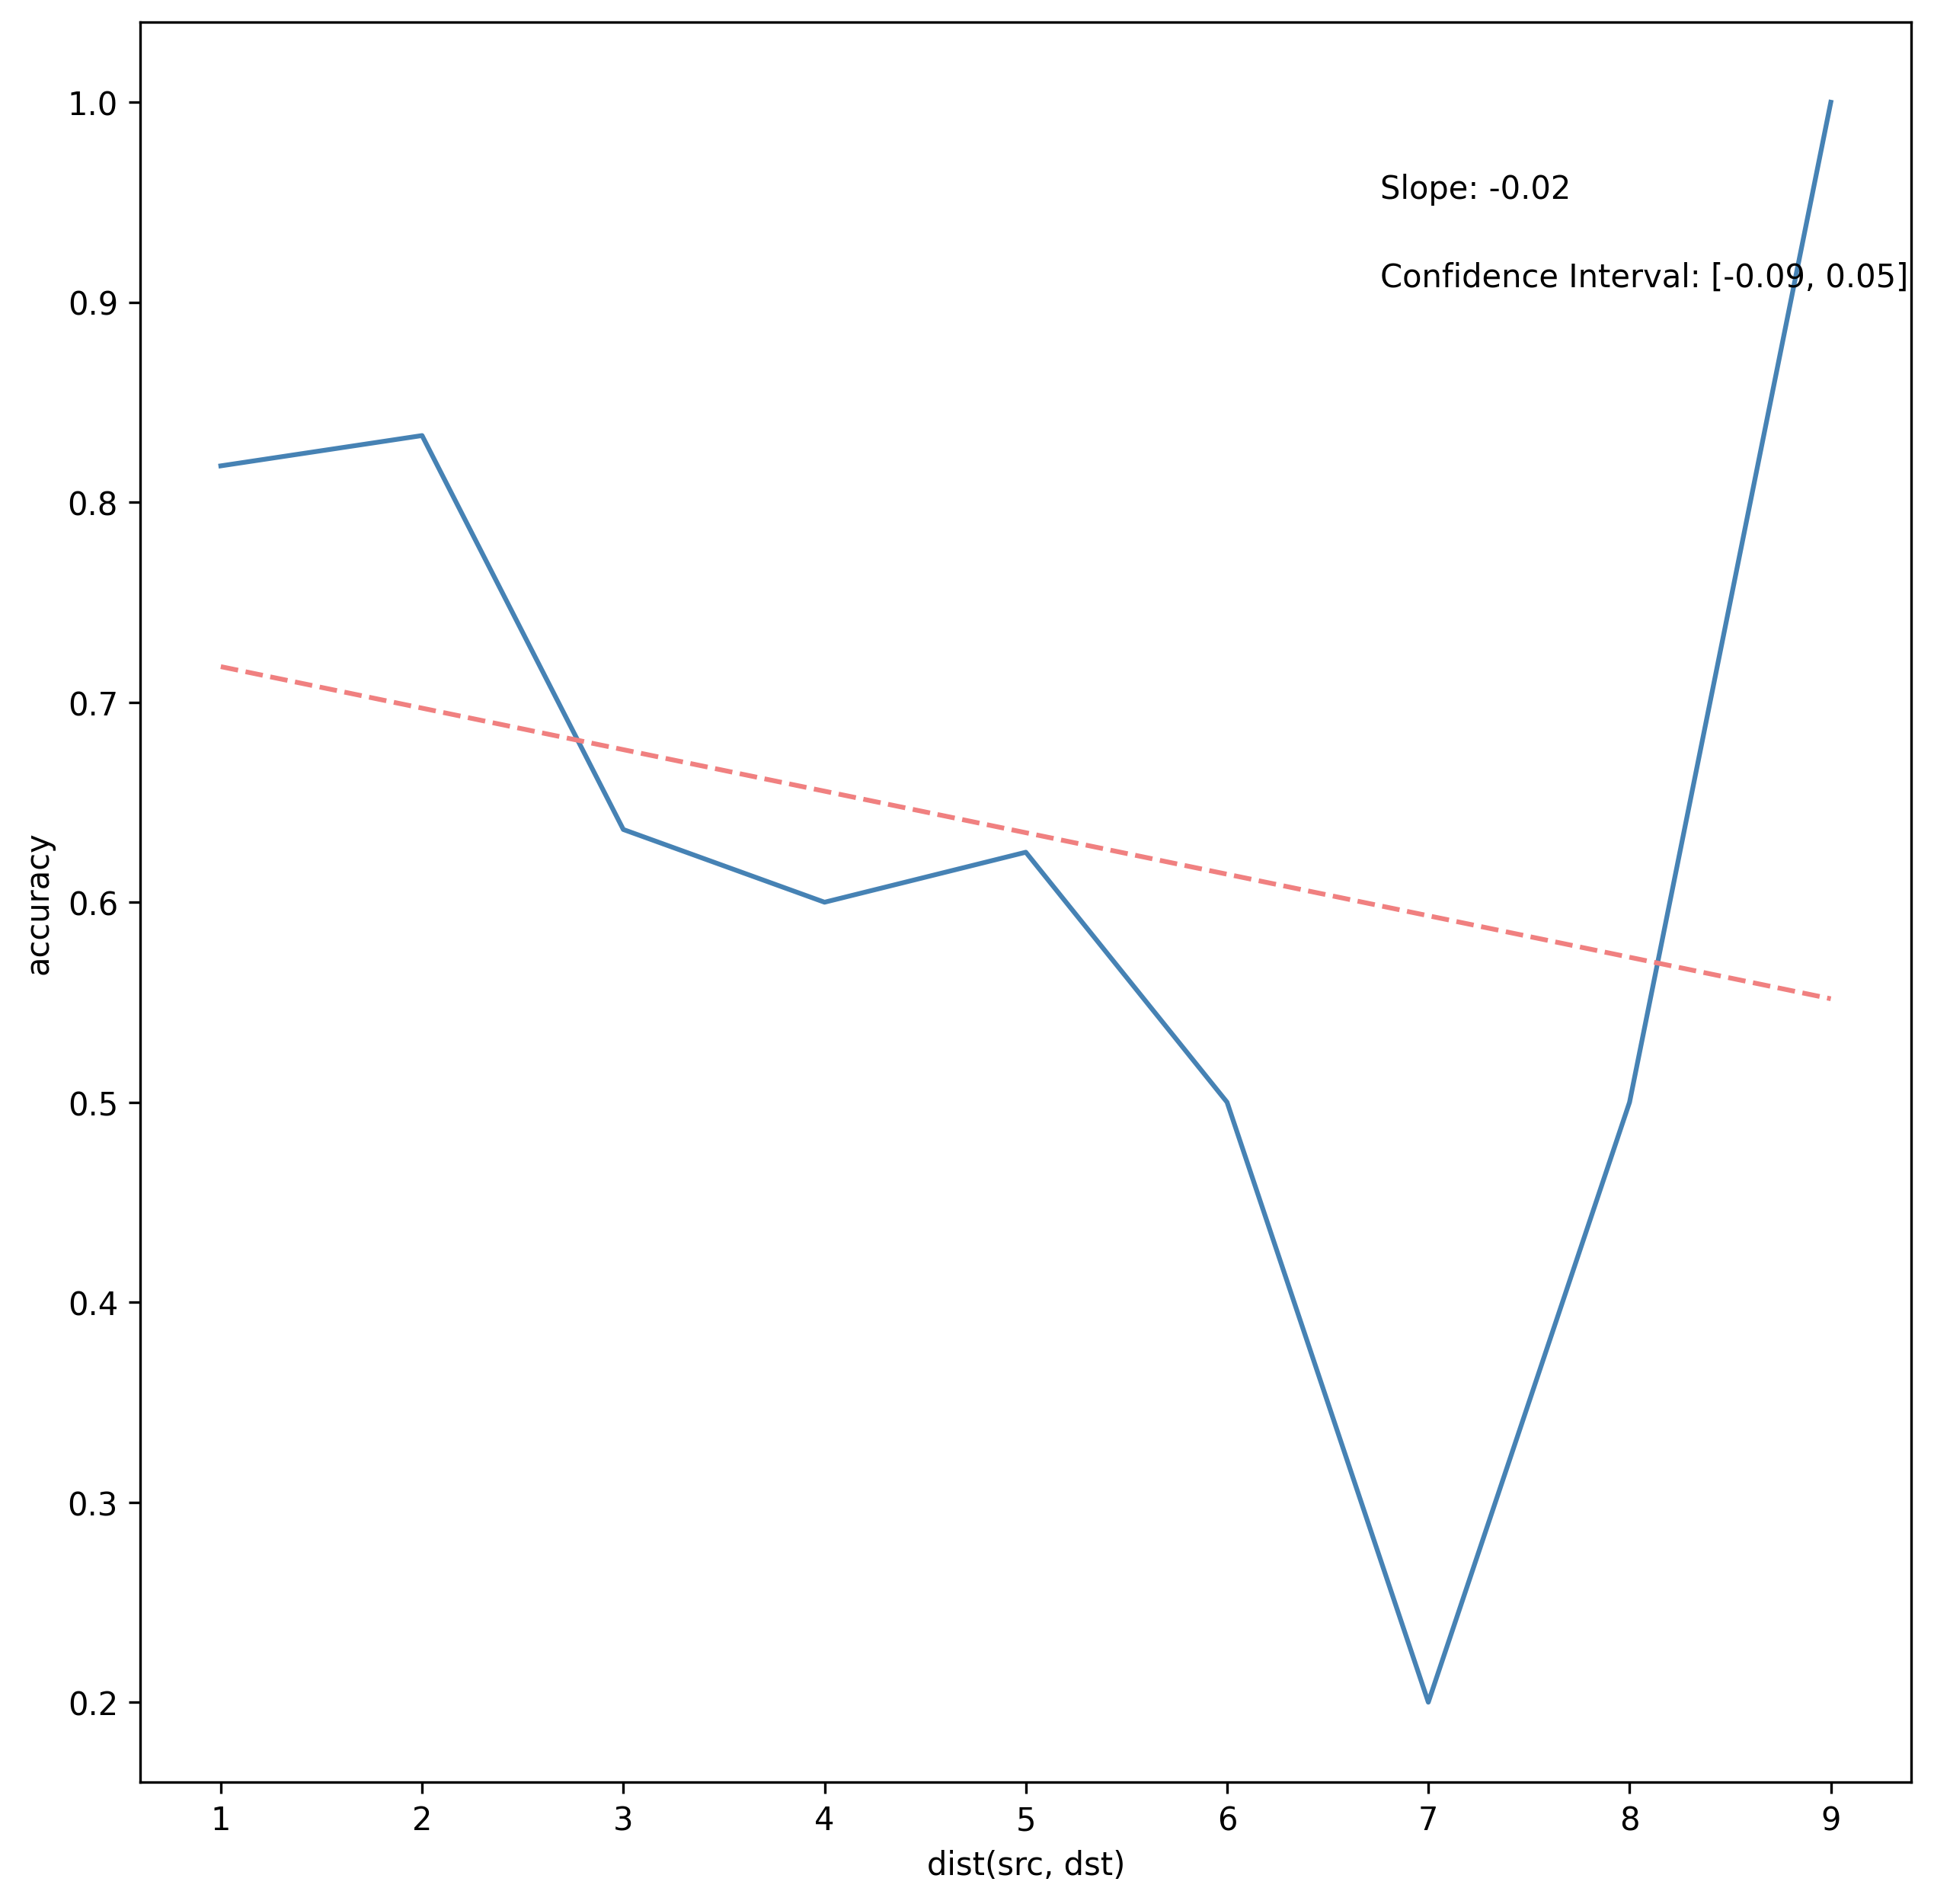 1.0
0.9
0.8
0.7
0.6
0.5
0.4
0.3
0.2
accuracy
Slope: -0.02
Confidence Interval: [-0.09, 0.05]
1 2 3 4 5 6 7 8 9
dist(src, dst)